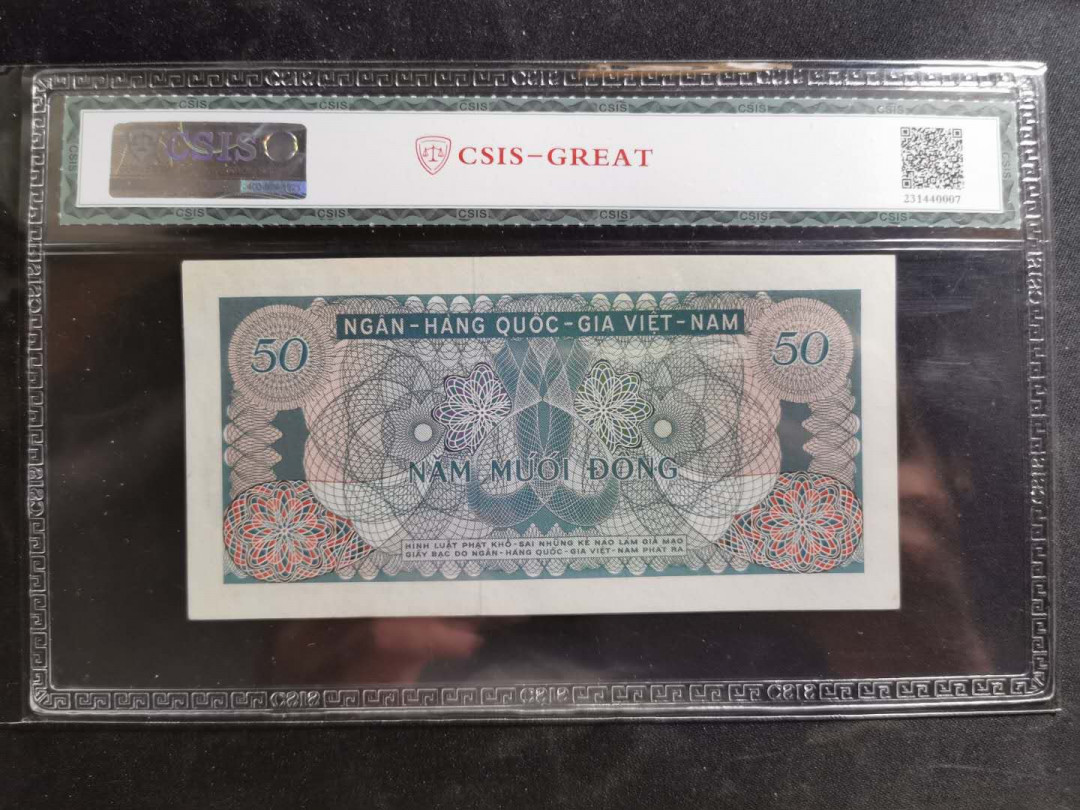 CSIS
CSIS-GREAT
231440007
NGÂN-HÀNG QUỐC-GIA VIỆT-NAM
50
50
NĂM MƯƠI ĐỒNG
HÌNH LUẬT PHẠT KHỔ-SAI NHỮNG KẺ NÀO LÀM GIẢ MẠO
GIẤY BẠC DO NGÂN-HÀNG QUỐC-GIA VIỆT-NAM PHÁT RA